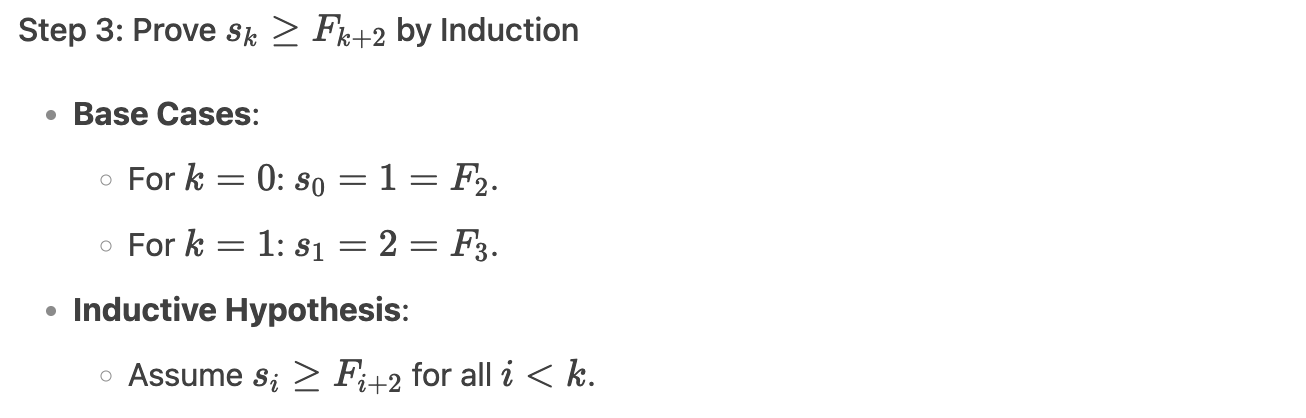 Step 3: Prove $s_k \geq F_{k+2}$ by Induction
• Base Cases:
◦ For $k = 0$: $s_0 = 1 = F_2$.
◦ For $k = 1$: $s_1 = 2 = F_3$.
• Inductive Hypothesis:
◦ Assume $s_i \geq F_{i+2}$ for all $i < k$.